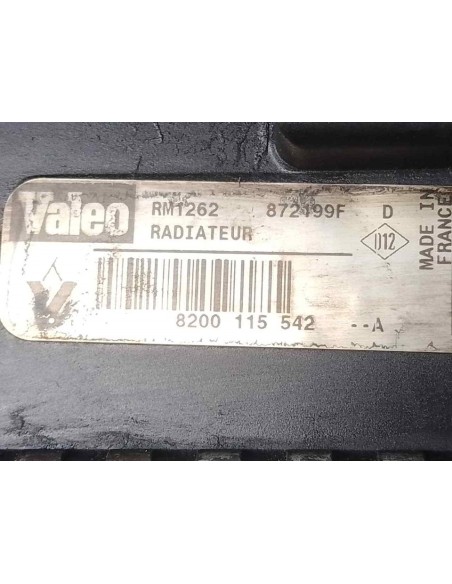 Valeo RM1262 872199F D
RADIATEUR
D12
8200 115 542 --A
MADE IN
FRANCE